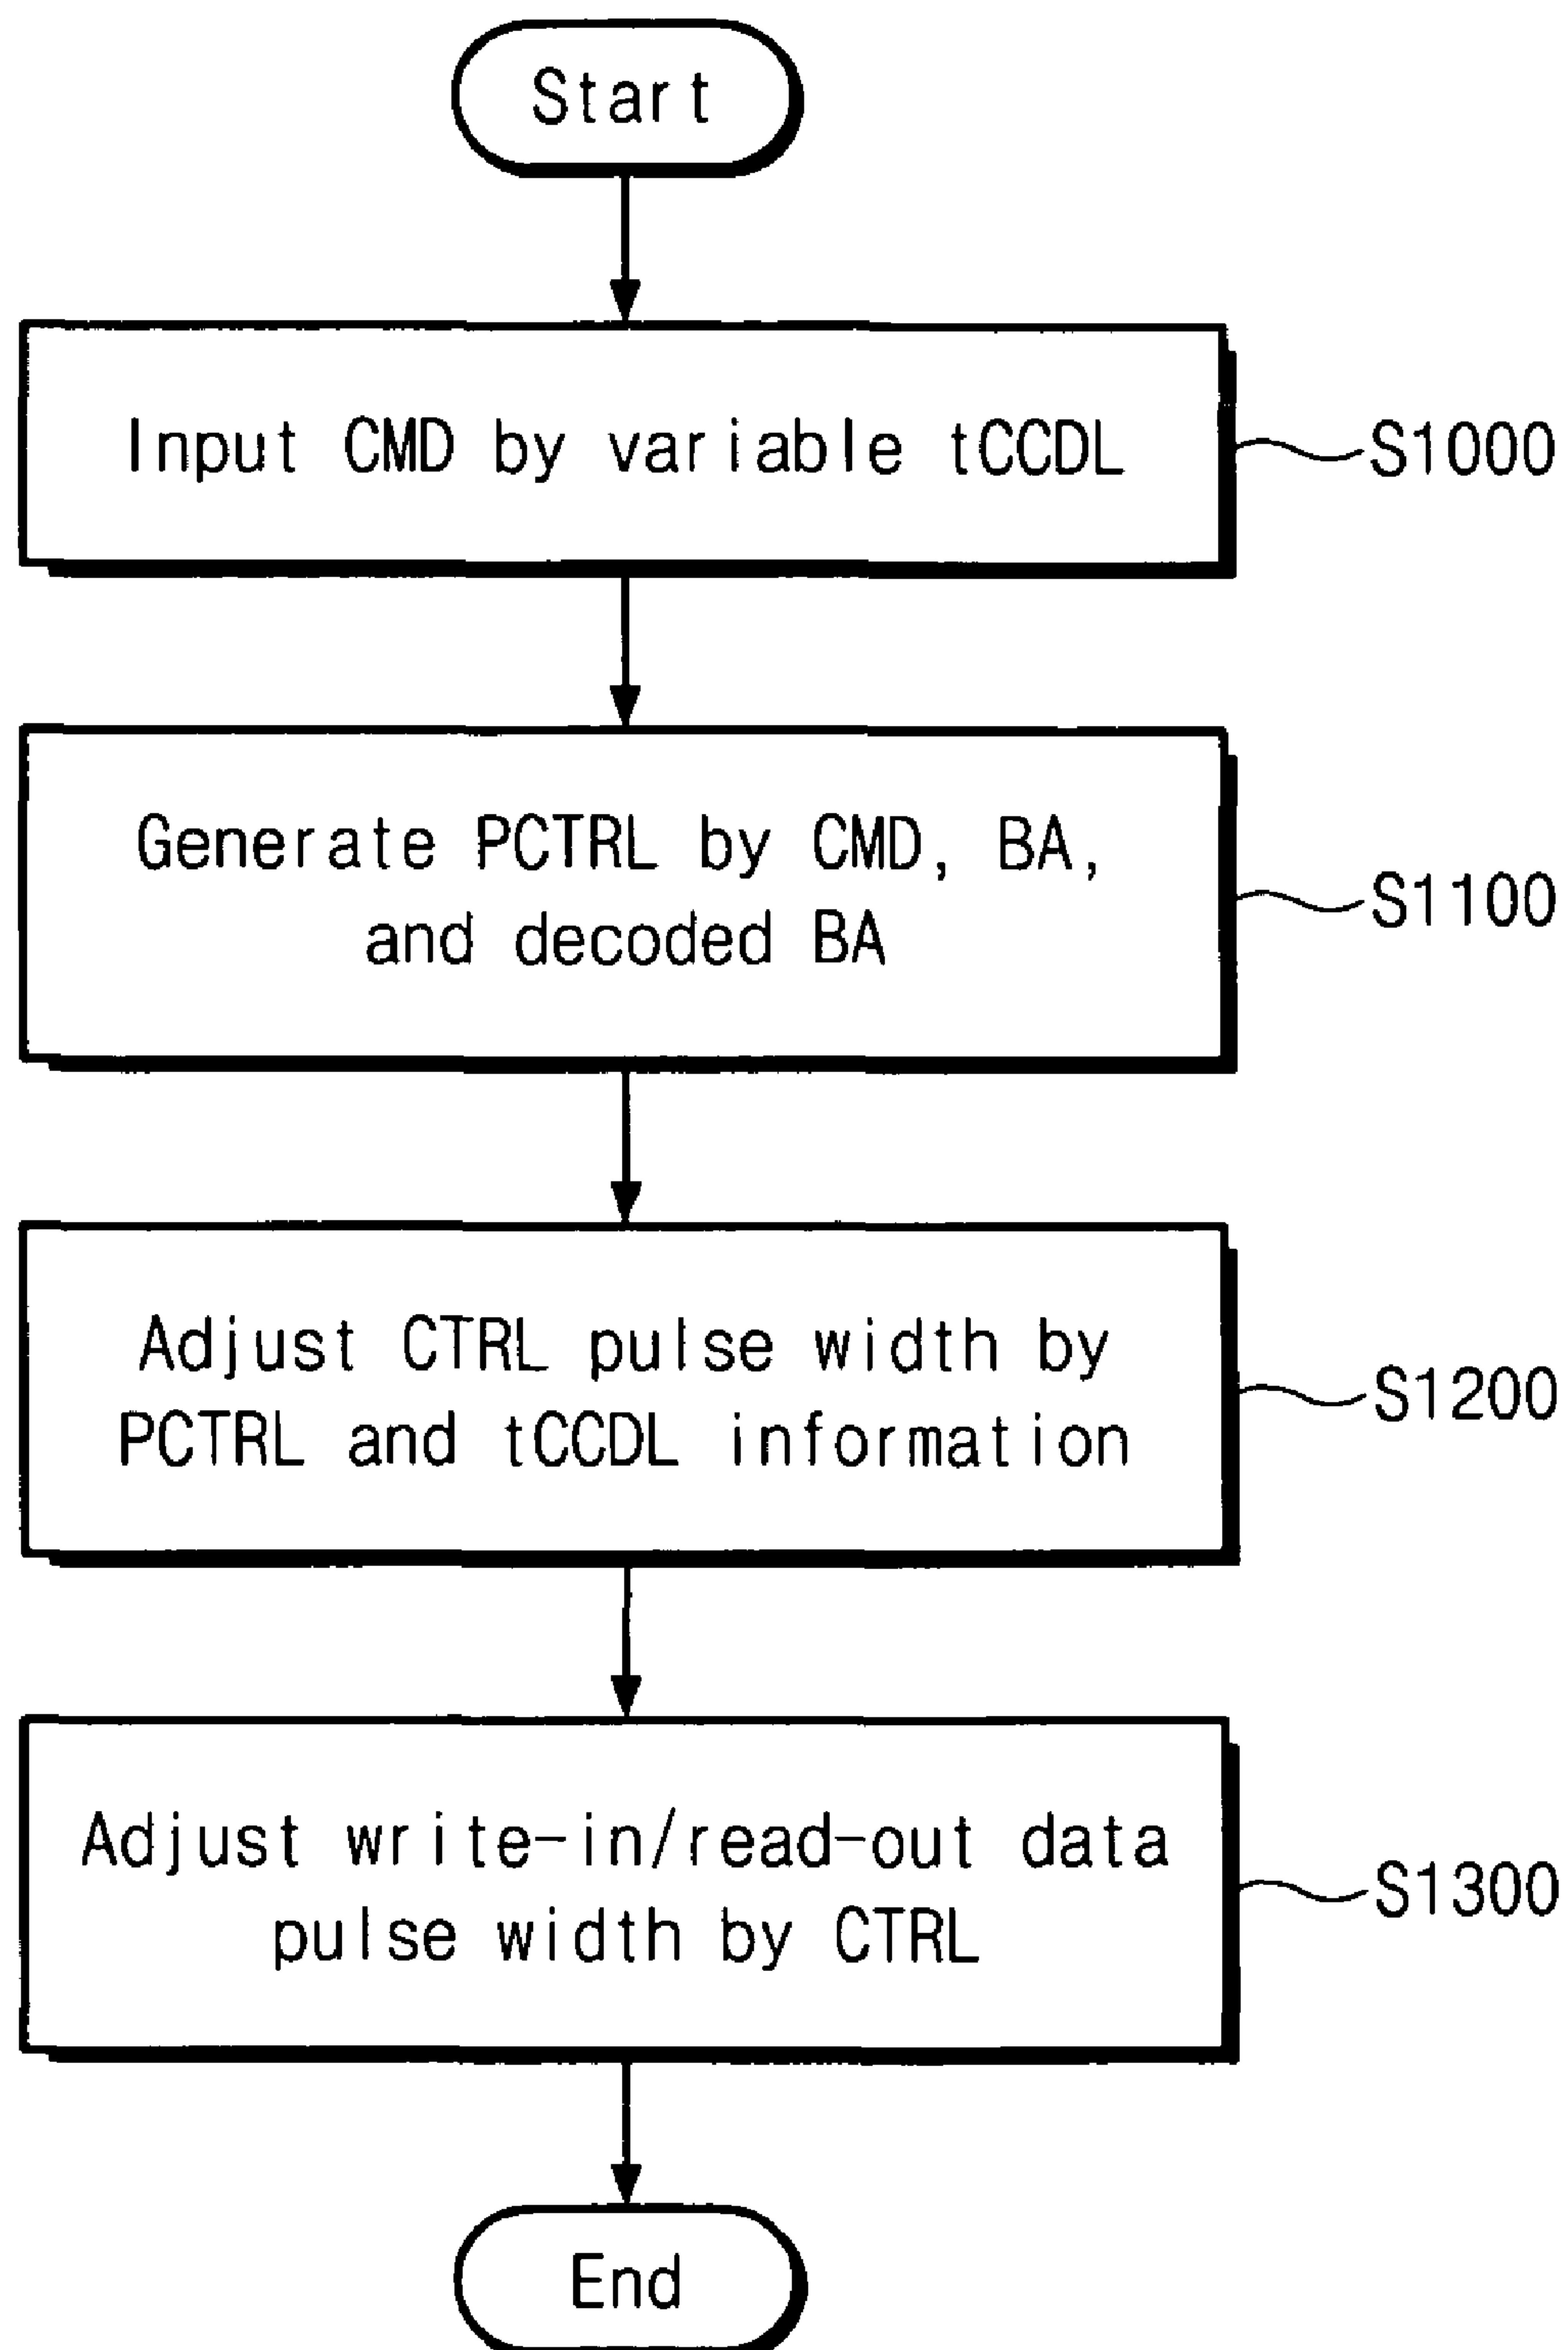 Start
Input CMD by variable tCCDL
S1000
Generate PCTRL by CMD, BA,
and decoded BA
S1100
Adjust CTRL pulse width by
PCTRL and tCCDL information
S1200
Adjust write-in/read-out data
pulse width by CTRL
S1300
End